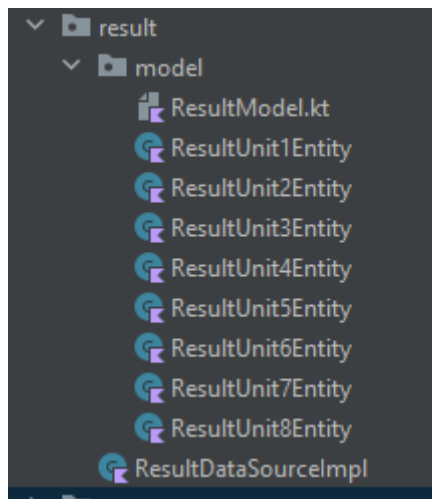 result
model
ResultModel.kt
ResultUnit1Entity
ResultUnit2Entity
ResultUnit3Entity
ResultUnit4Entity
ResultUnit5Entity
ResultUnit6Entity
ResultUnit7Entity
ResultUnit8Entity
ResultDataSourceImpl